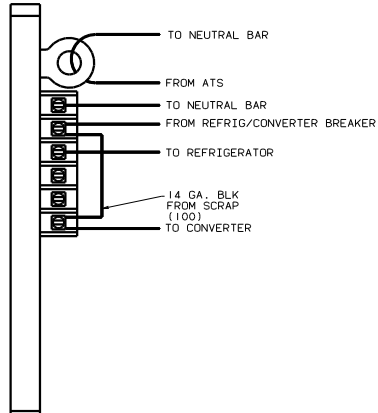 TO NEUTRAL BAR
FROM ATS
TO NEUTRAL BAR
FROM REFRIG/CONVERTER BREAKER
TO REFRIGERATOR
14 GA. BLK
FROM SCRAP
(100)
TO CONVERTER